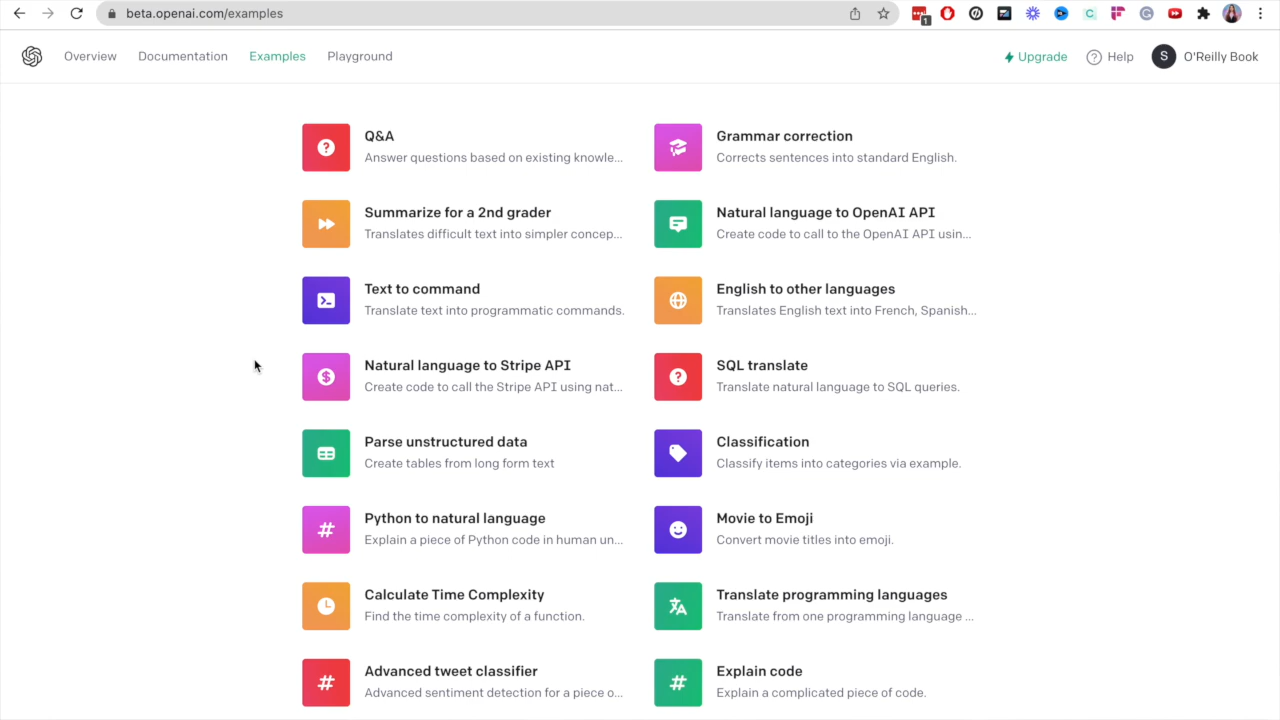 beta.openai.com/examples
1
Overview
Documentation
Examples
Playground
Upgrade
Help
S
O'Reilly Book
Q&A
Answer questions based on existing knowle...
Grammar correction
Corrects sentences into standard English.
Summarize for a 2nd grader
Translates difficult text into simpler concep...
Natural language to OpenAI API
Create code to call to the OpenAI API usin...
Text to command
Translate text into programmatic commands.
English to other languages
Translates English text into French, Spanish...
Natural language to Stripe API
Create code to call the Stripe API using nat...
SQL translate
Translate natural language to SQL queries.
Parse unstructured data
Create tables from long form text
Classification
Classify items into categories via example.
Python to natural language
Explain a piece of Python code in human un...
Movie to Emoji
Convert movie titles into emoji.
Calculate Time Complexity
Find the time complexity of a function.
Translate programming languages
Translate from one programming language ...
Advanced tweet classifier
Advanced sentiment detection for a piece o...
Explain code
Explain a complicated piece of code.